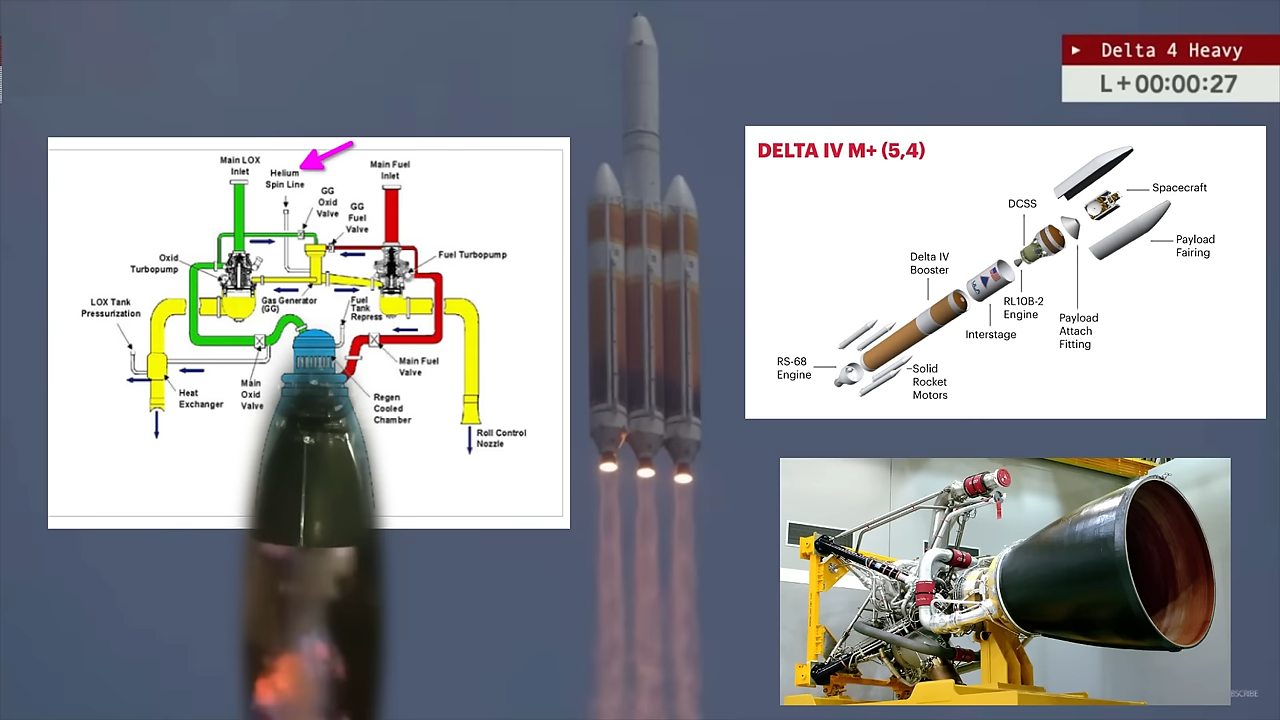 Delta 4 Heavy
L+00:00:27
Main LOX
Inlet
Helium
Spin Line
Main Fuel
Inlet
GG
Oxid
Valve
GG
Fuel
Valve
Oxid
Turbopump
Fuel Turbopump
Gas Generator
(GG)
Fuel
Tank
Repress
LOX Tank
Pressurization
Main Fuel
Valve
Heat
Exchanger
Main
Oxid
Valve
Regen
Cooled
Chamber
Roll Control
Nozzle
DELTA IV M+ (5,4)
Spacecraft
DCSS
Payload
Fairing
Delta IV
Booster
RL10B-2
Engine
Interstage
Payload
Attach
Fitting
RS-68
Engine
Solid
Rocket
Motors